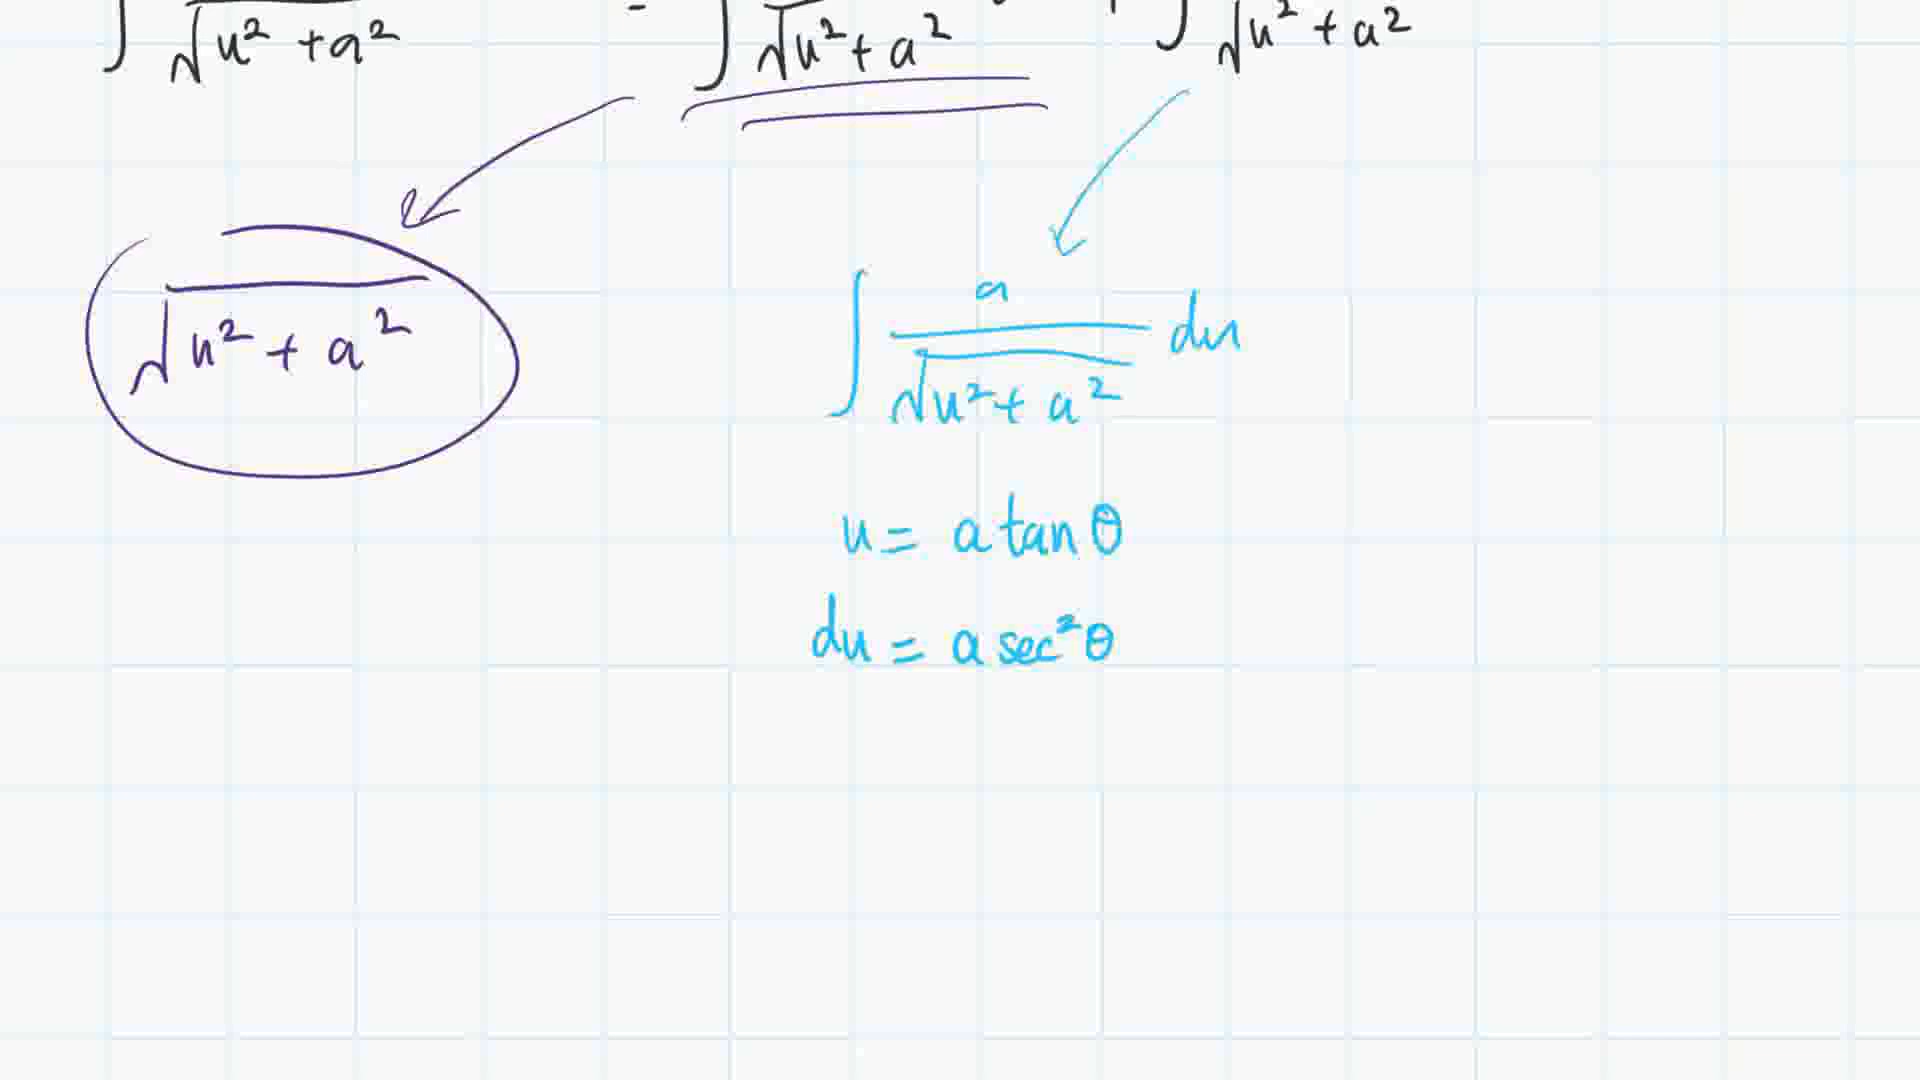 ∫ √(u² + a²) - ∫ √(u² + a²) ∫ √(u² + a²)
√(u² + a²)
∫ a / √(u² + a²) du
u = a tan θ
du = a sec² θ